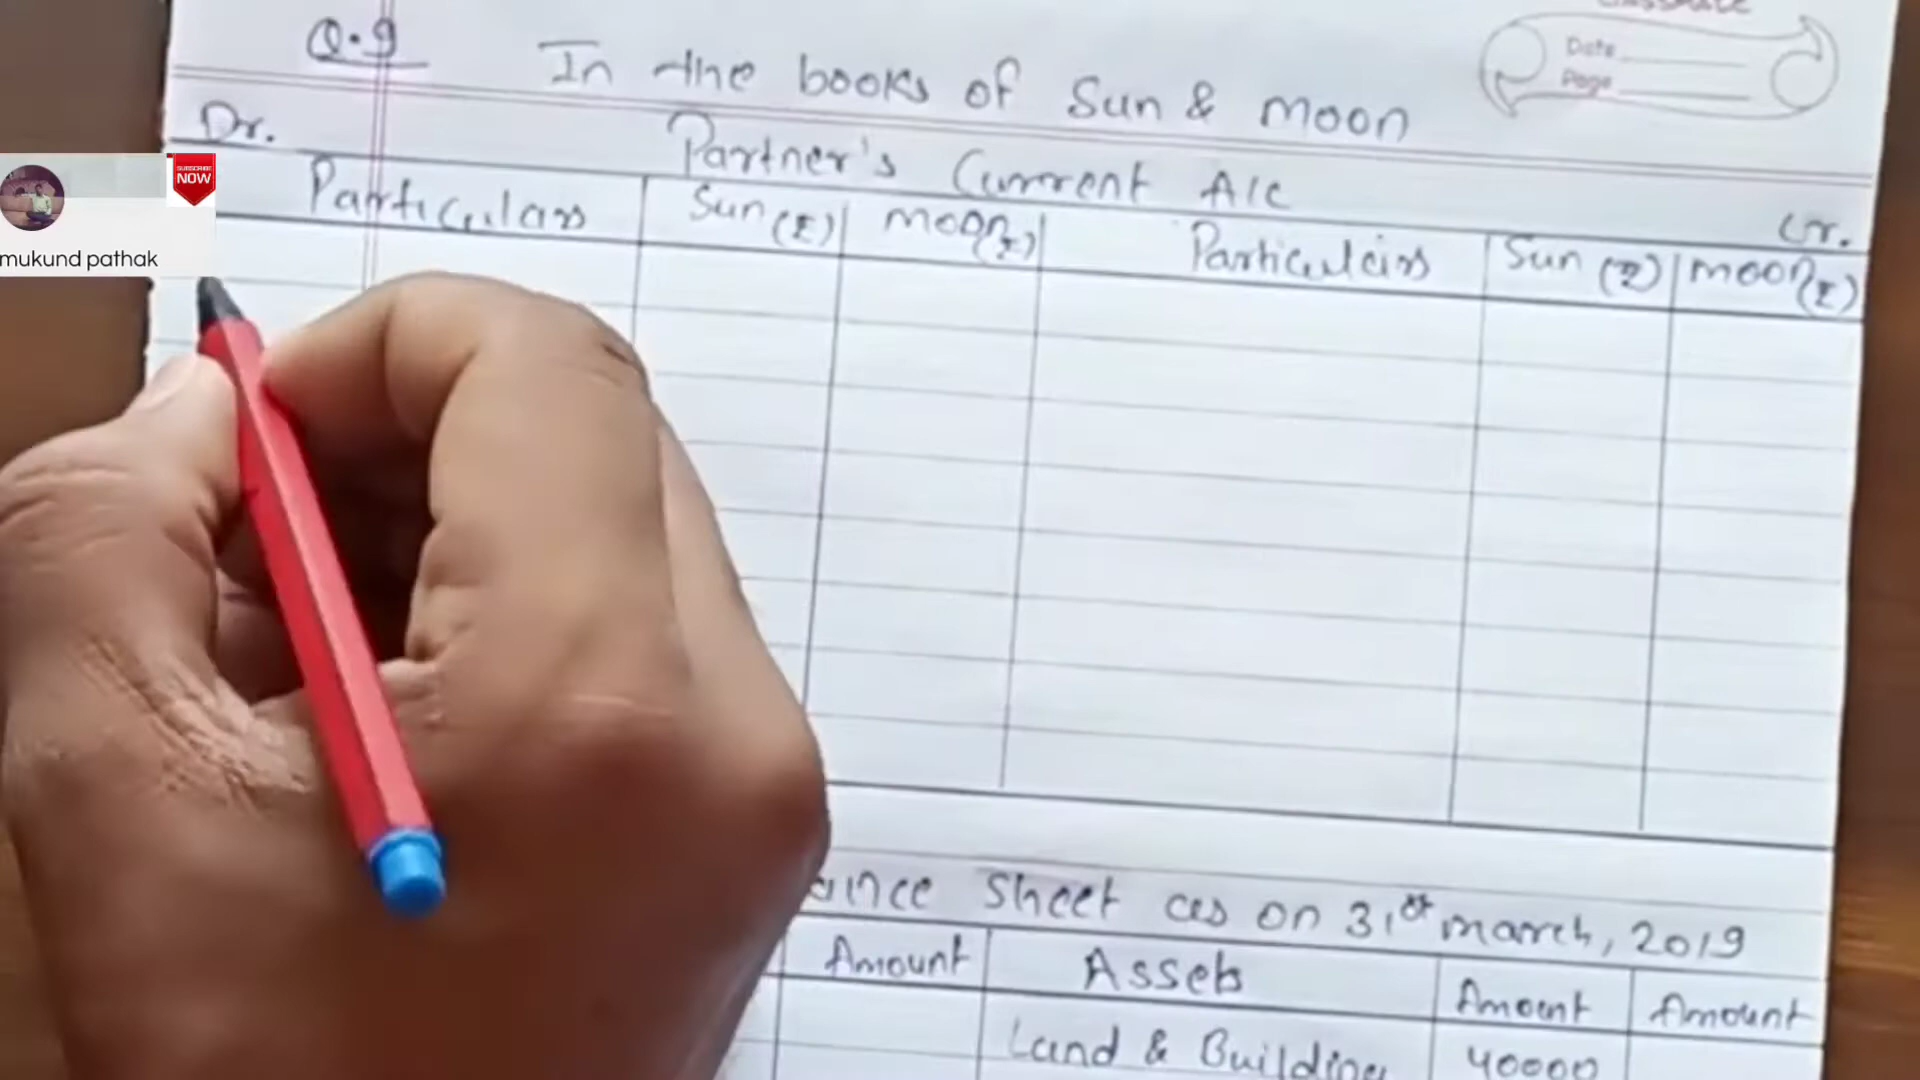 Classmate
Date
Page
Q.9
In the books of Sun & Moon
Dr. Partner's Current A/c Cr.
Particulars Sun (₹) Moon (₹) Particulars Sun (₹) Moon (₹)
SUBSCRIBE
NOW
mukund pathak
Sheet as on 31st march, 2019
Amount Assets Amount Amount
Land & Building 40000